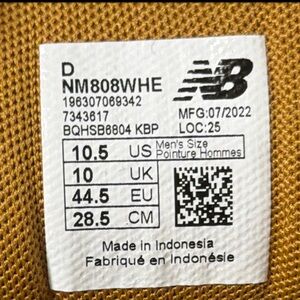 D
NM808WHE
196307069342
7343617
BQHSB6804 KBP
NB
MFG:07/2022
LOC:25
10.5 US Men's Size Pointure Hommes
10 UK
44.5 EU
28.5 CM
Made in Indonesia
Fabriqué en Indonésie